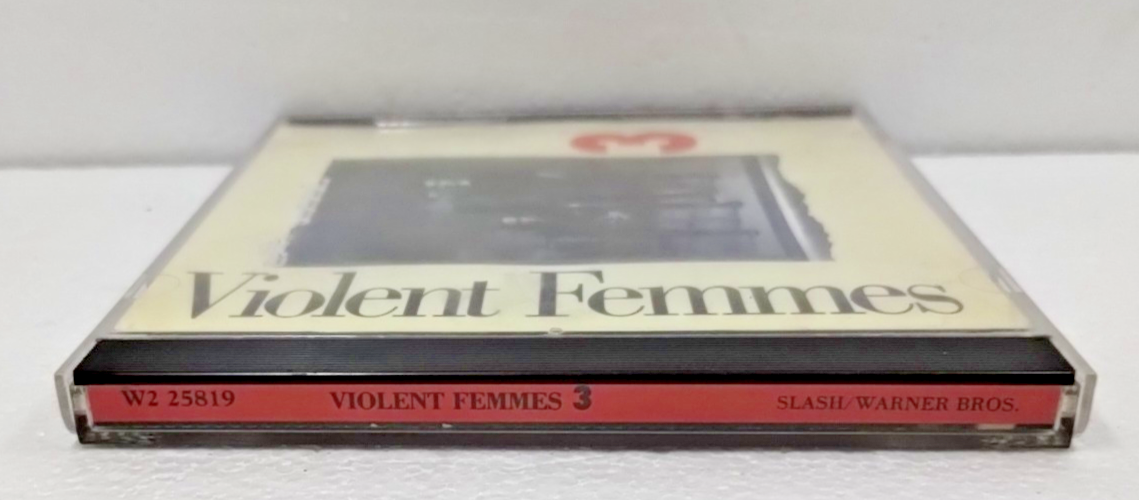 3
Violent Femmes
W2 25819 VIOLENT FEMMES 3 SLASH/WARNER BROS.